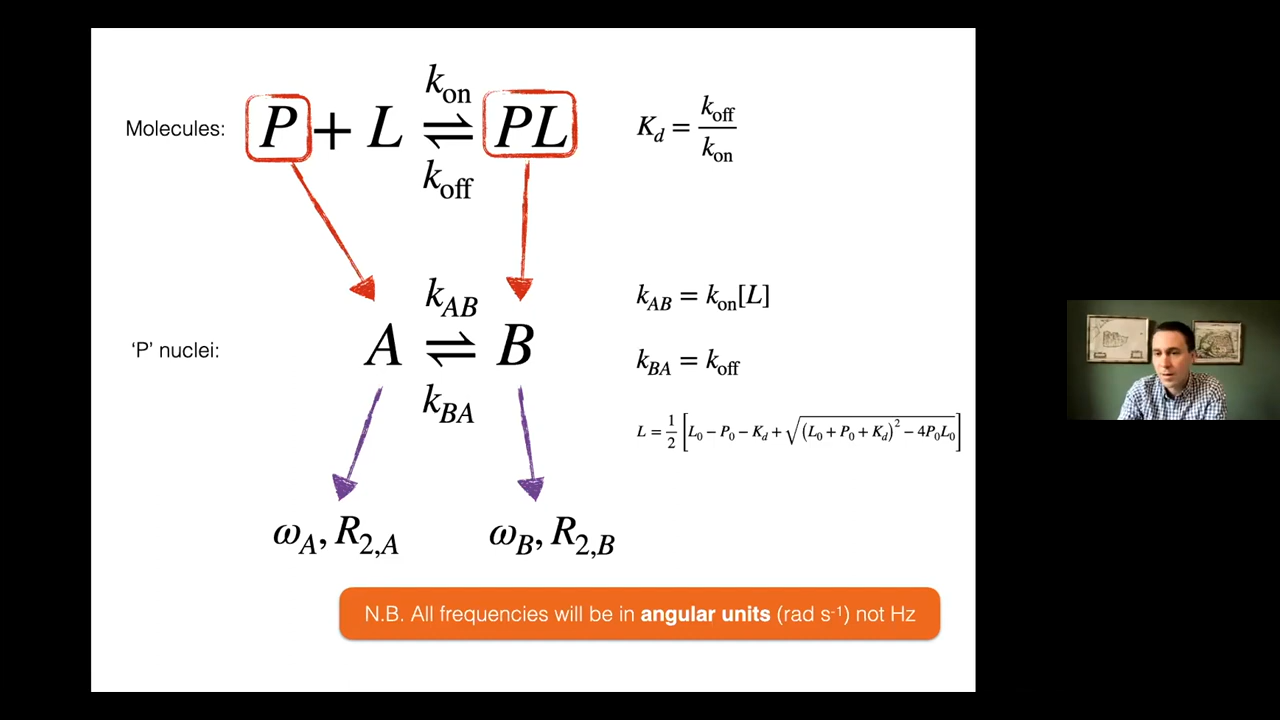 Molecules: P + L ⇌ PL
k_on
k_off
K_d = k_off / k_on
'P' nuclei: A ⇌ B
k_AB
k_BA
k_AB = k_on[L]
k_BA = k_off
L = 1/2 [L_0 − P_0 − K_d + √((L_0 + P_0 + K_d)^2 − 4P_0L_0)]
ω_A, R_2,A
ω_B, R_2,B
N.B. All frequencies will be in angular units (rad s^-1) not Hz